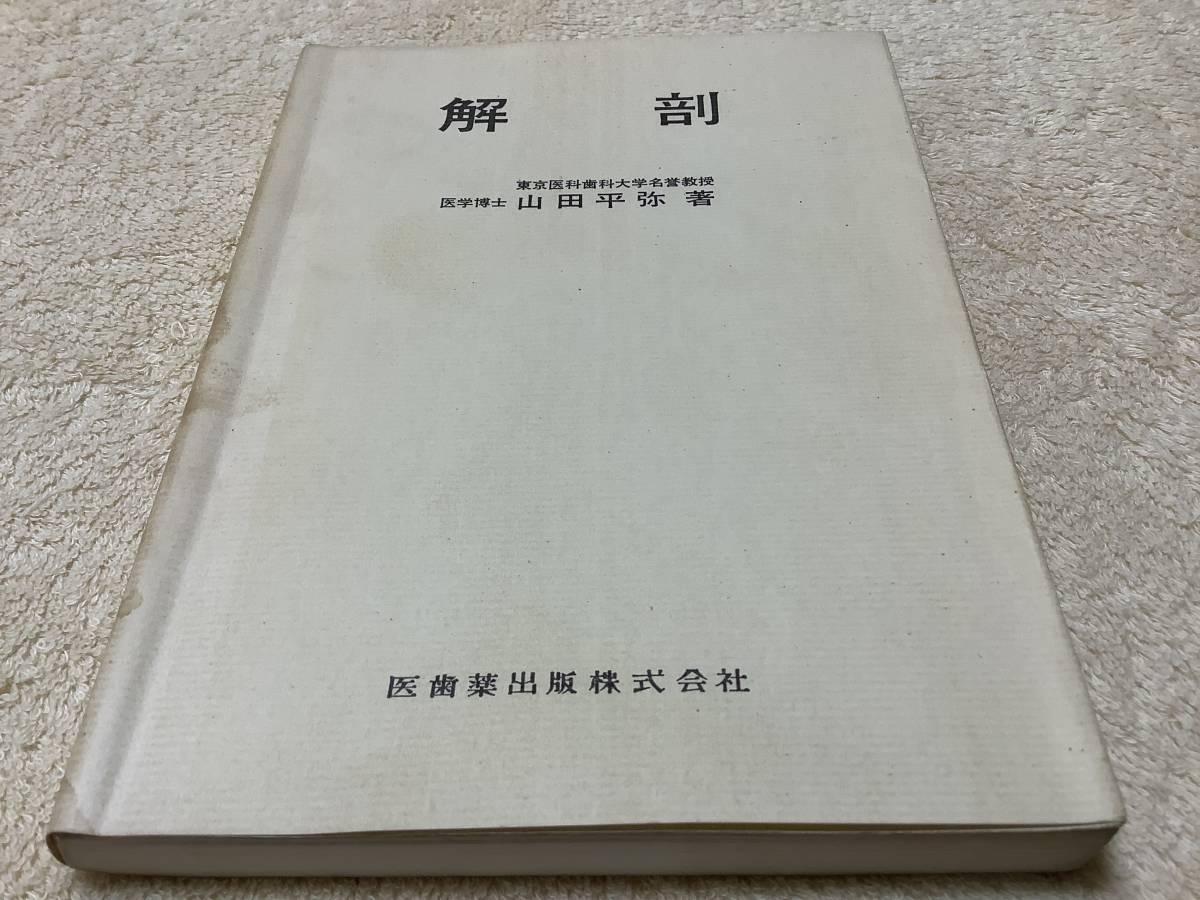 解剖
東京医科歯科大学名誉教授
医学博士 山田平弥 著
医歯薬出版株式会社